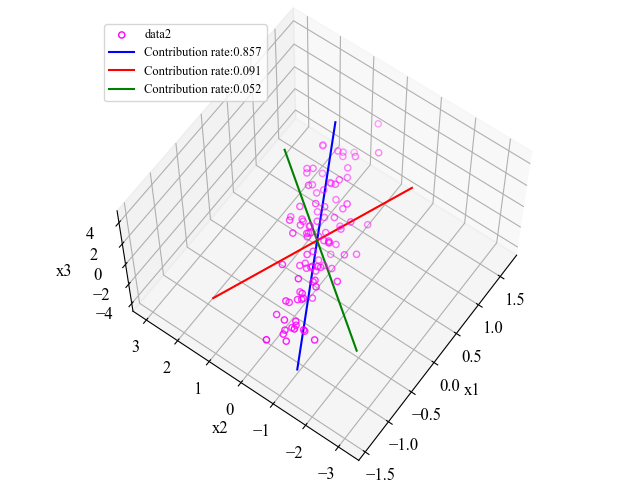 data2
Contribution rate:0.857
Contribution rate:0.091
Contribution rate:0.052
4
2
0
−2
−4
x3
3
2
1
0
−1
−2
−3
x2
1.5
1.0
0.5
0.0
−0.5
−1.0
−1.5
x1